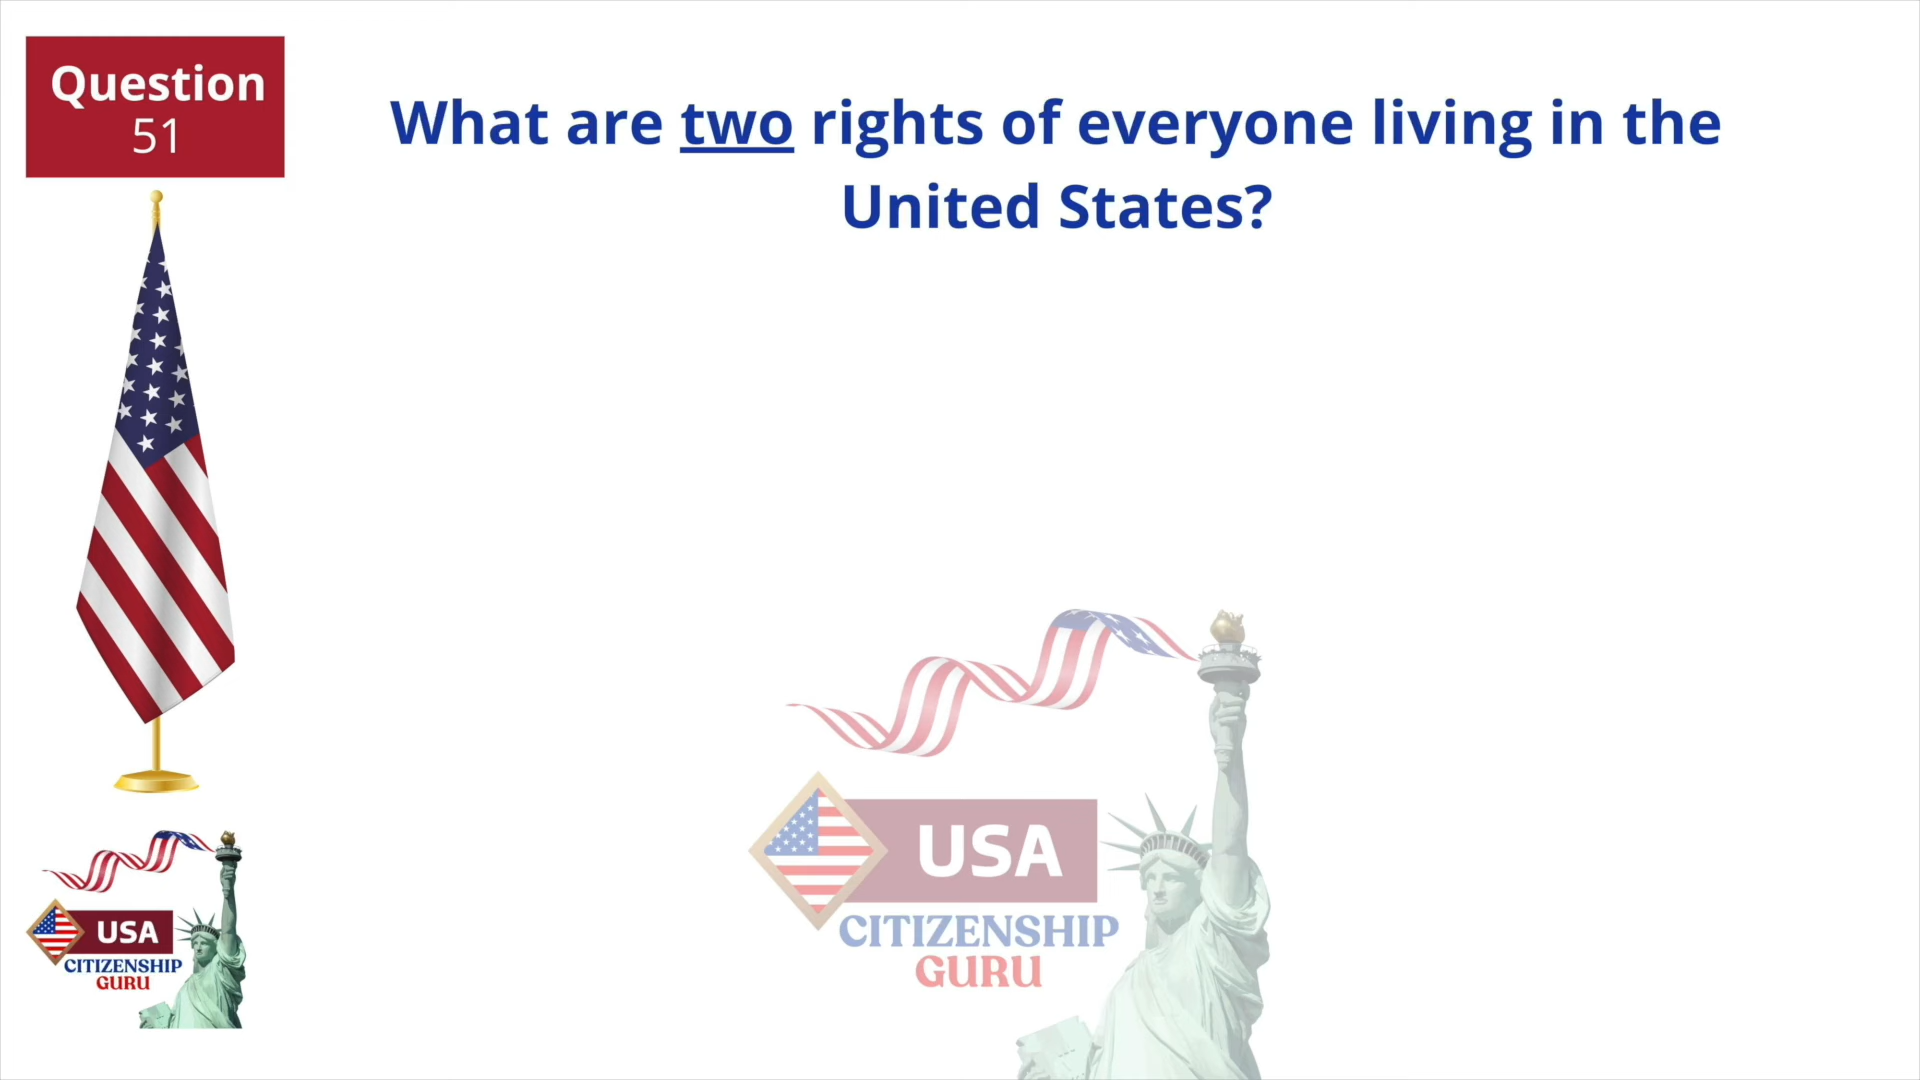 Question
51
What are two rights of everyone living in the
United States?
USA
CITIZENSHIP
GURU
USA
CITIZENSHIP
GURU